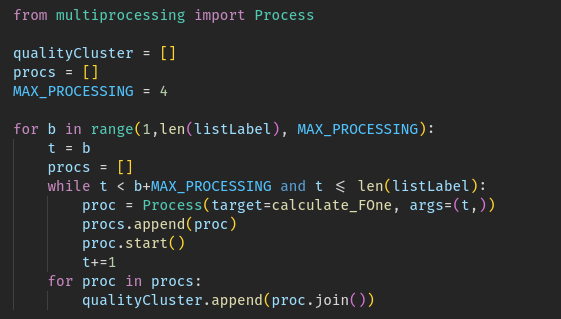 from multiprocessing import Process
qualityCluster = []
procs = []
MAX_PROCESSING = 4
for b in range(1,len(listLabel), MAX_PROCESSING):
    t = b
    procs = []
    while t < b+MAX_PROCESSING and t ⩽ len(listLabel):
        proc = Process(target=calculate_FOne, args=(t,))
        procs.append(proc)
        proc.start()
        t+=1
    for proc in procs:
        qualityCluster.append(proc.join())